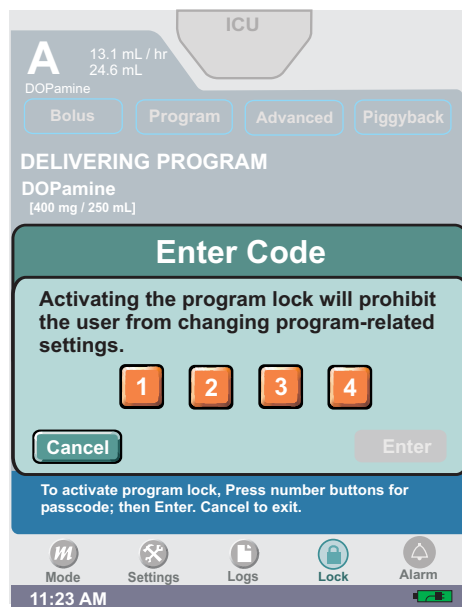 ICU
A
13.1 mL / hr
24.6 mL
DOPamine
Bolus Program Advanced Piggyback
DELIVERING PROGRAM
DOPamine
[400 mg / 250 mL]
Enter Code
Activating the program lock will prohibit
the user from changing program-related
settings.
1 2 3 4
Cancel Enter
To activate program lock, Press number buttons for
passcode; then Enter. Cancel to exit.
m
Mode Settings Logs Lock Alarm
11:23 AM